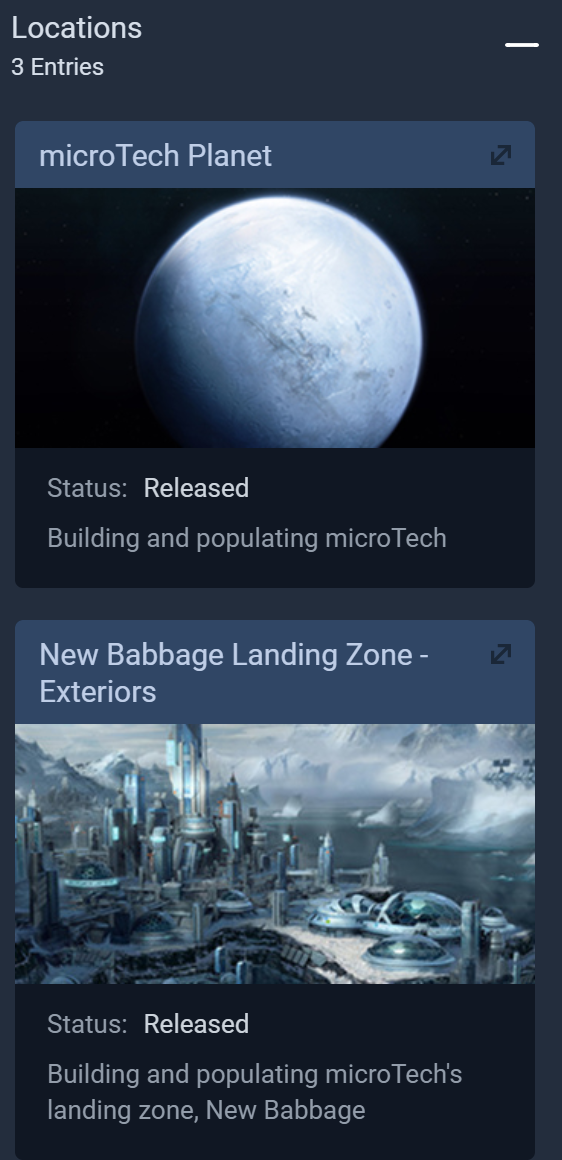 Locations
3 Entries
microTech Planet
Status: Released
Building and populating microTech
New Babbage Landing Zone -
Exteriors
Status: Released
Building and populating microTech's
landing zone, New Babbage